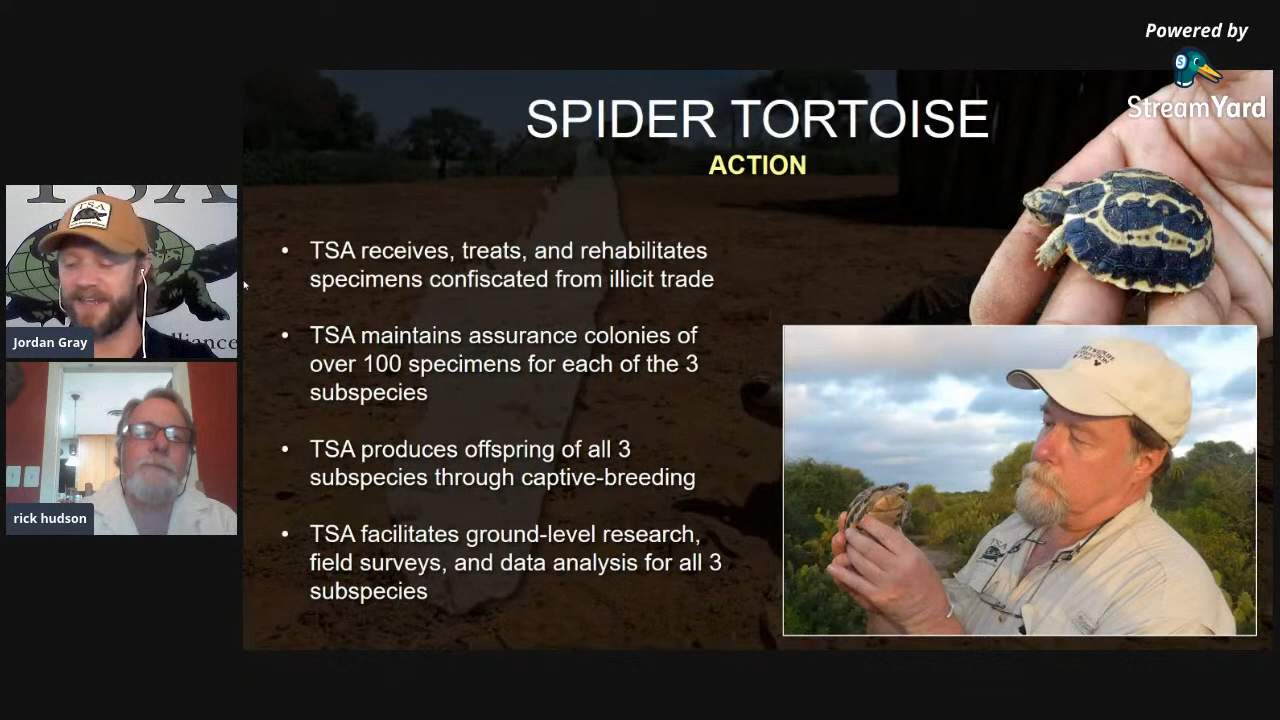 Powered by
StreamYard
SPIDER TORTOISE
ACTION
• TSA receives, treats, and rehabilitates
specimens confiscated from illicit trade
• TSA maintains assurance colonies of
over 100 specimens for each of the 3
subspecies
• TSA produces offspring of all 3
subspecies through captive-breeding
• TSA facilitates ground-level research,
field surveys, and data analysis for all 3
subspecies
TSA
TSA
Jordan Gray
rick hudson
TSA